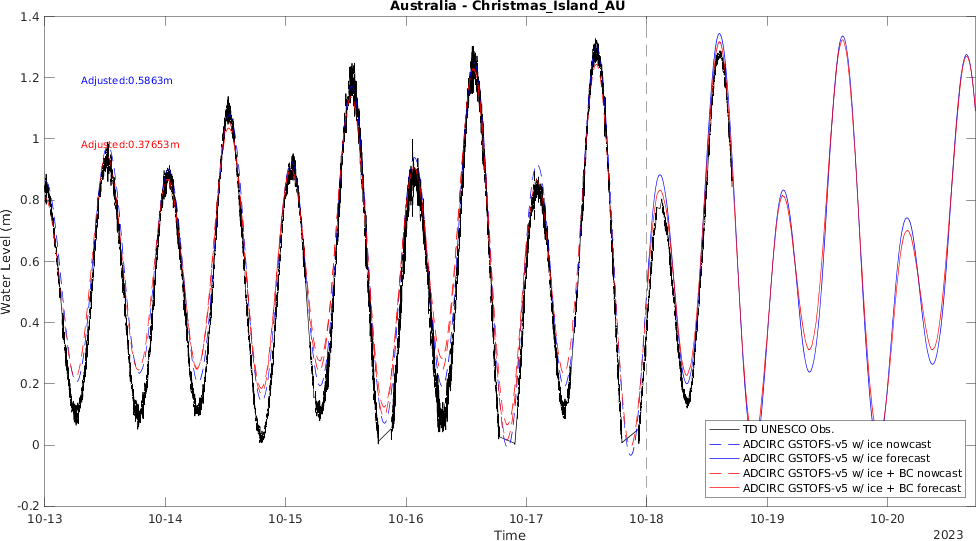 Australia - Christmas_Island_AU
1.4
1.2
1
0.8
0.6
0.4
0.2
0
-0.2
Water Level (m)
Adjusted:0.5863m
Adjusted:0.37653m
TD UNESCO Obs.
ADCIRC GSTOFS-v5 w/ ice nowcast
ADCIRC GSTOFS-v5 w/ ice forecast
ADCIRC GSTOFS-v5 w/ ice + BC nowcast
ADCIRC GSTOFS-v5 w/ ice + BC forecast
10-13 10-14 10-15 10-16 10-17 10-18 10-19 10-20
Time
2023